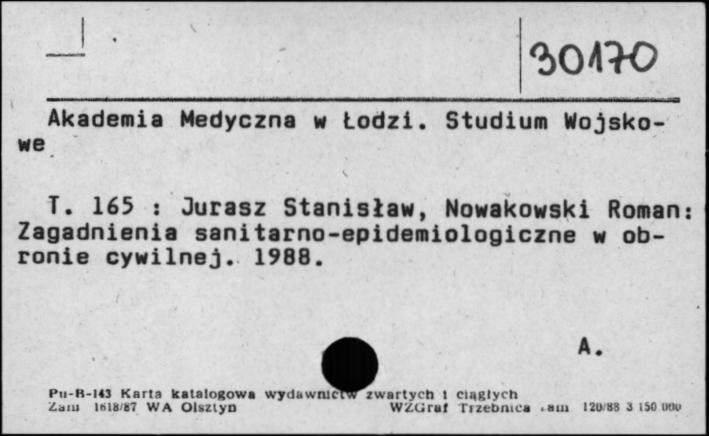 30170
Akademia Medyczna w Łodzi. Studium Wojsko-
we
T. 165 : Jurasz Stanisław, Nowakowski Roman:
Zagadnienia sanitarno-epidemiologiczne w ob-
ronie cywilnej. 1988.
A.
Pu-B-143 Karta katalogowa wydawnictw zwartych i ciągłych
Zam 1618/87 WA Olsztyn WZGraf Trzebnica zam. 120/88 3 150 000